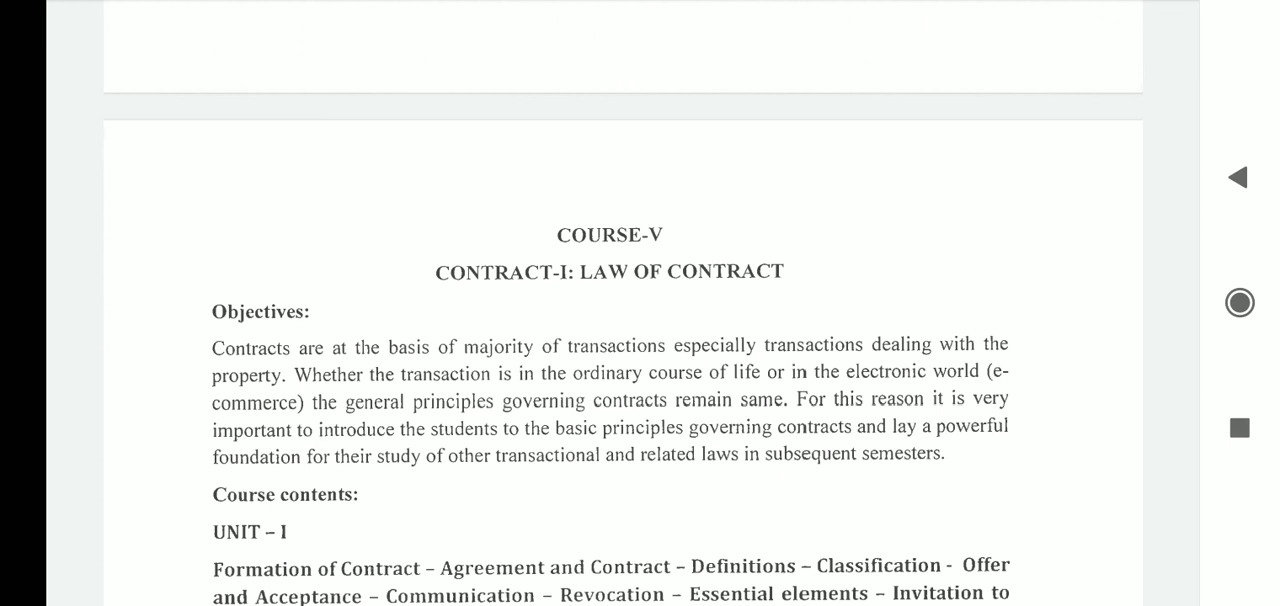 COURSE-V
CONTRACT-I: LAW OF CONTRACT
Objectives:
Contracts are at the basis of majority of transactions especially transactions dealing with the
property. Whether the transaction is in the ordinary course of life or in the electronic world (e-
commerce) the general principles governing contracts remain same. For this reason it is very
important to introduce the students to the basic principles governing contracts and lay a powerful
foundation for their study of other transactional and related laws in subsequent semesters.
Course contents:
UNIT – I
Formation of Contract – Agreement and Contract – Definitions – Classification - Offer
and Acceptance – Communication – Revocation – Essential elements – Invitation to